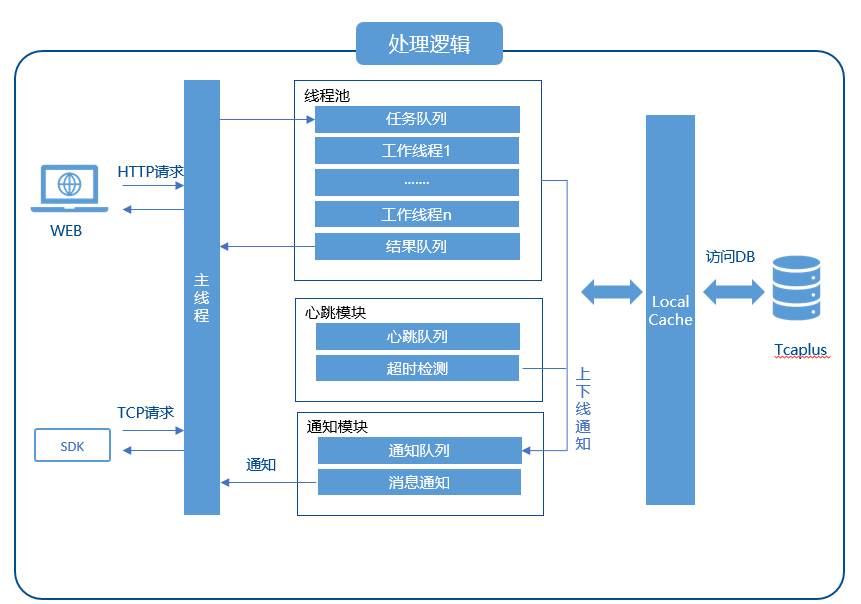 处理逻辑
线程池
任务队列
工作线程1
.......
工作线程n
结果队列
HTTP请求
WEB
主线程
心跳模块
心跳队列
超时检测
通知模块
通知队列
消息通知
上下线通知
通知
TCP请求
SDK
Local
Cache
访问DB
Tcaplus